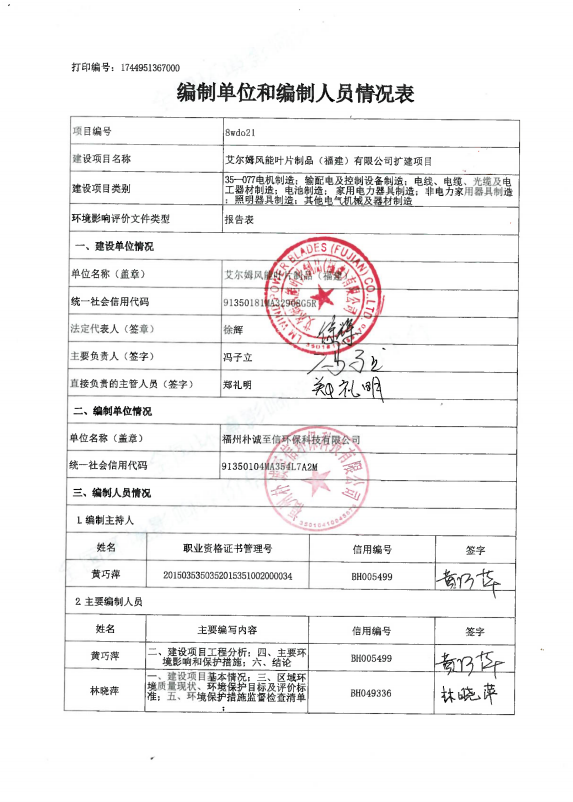 打印编号：1744951367000
编制单位和编制人员情况表
项目编号 8wdo21
建设项目名称 艾尔姆风能叶片制品（福建）有限公司扩建项目
建设项目类别 35—077电机制造；输配电及控制设备制造；电线、电缆、光缆及电
工器材制造；电池制造；家用电力器具制造；非电力家用器具制造
；照明器具制造；其他电气机械及器材制造
环境影响评价文件类型 报告表
一、建设单位情况
单位名称（盖章） 艾尔姆风能叶片制品（福建）
统一社会信用代码
法定代表人（签章） 徐辉
主要负责人（签字） 冯子立
直接负责的主管人员（签字） 郑礼明 郑礼明
二、编制单位情况
单位名称（盖章） 福州朴诚至信环保科技有限公司
统一社会信用代码 91350104MA354L7A2M
三、编制人员情况
1.编制主持人
姓名 职业资格证书管理号 信用编号 签字
黄巧萍 2015035350352015351002000034 BH005499 黄巧萍
2.主要编制人员
姓名 主要编写内容 信用编号 签字
黄巧萍 二、建设项目工程分析；四、主要环
境影响和保护措施；六、结论 BH005499 黄巧萍
林晓萍 一、建设项目基本情况；三、区域环
境质量现状、环境保护目标及评价标
准；五、环境保护措施监督检查清单
； BH049336 林晓萍
LM WIND POWER BLADES (FUJIAN) CO., LTD